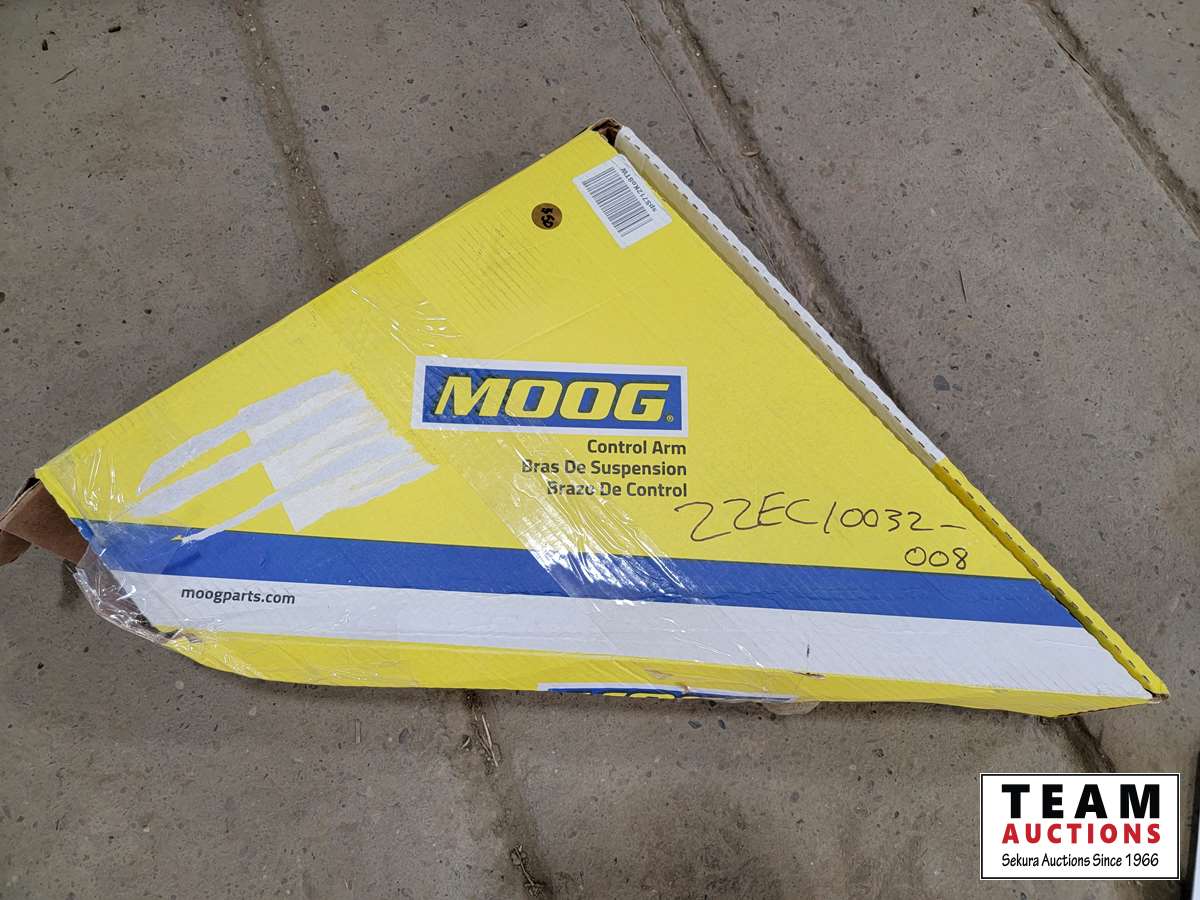 MOOG®
Control Arm
Bras De Suspension
Brazo De Control
22EC10032-
008
moogparts.com
TEAM
AUCTIONS
Sekura Auctions Since 1966